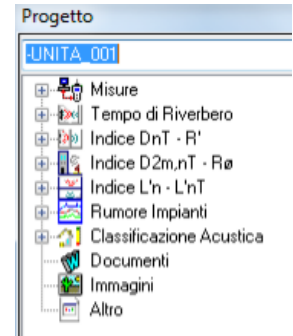 Progetto
-UNITA_001
Misure
Tempo di Riverbero
Indice DnT - R'
Indice D2m,nT - Rø
Indice L'n - L'nT
Rumore Impianti
Classificazione Acustica
Documenti
Immagini
Altro